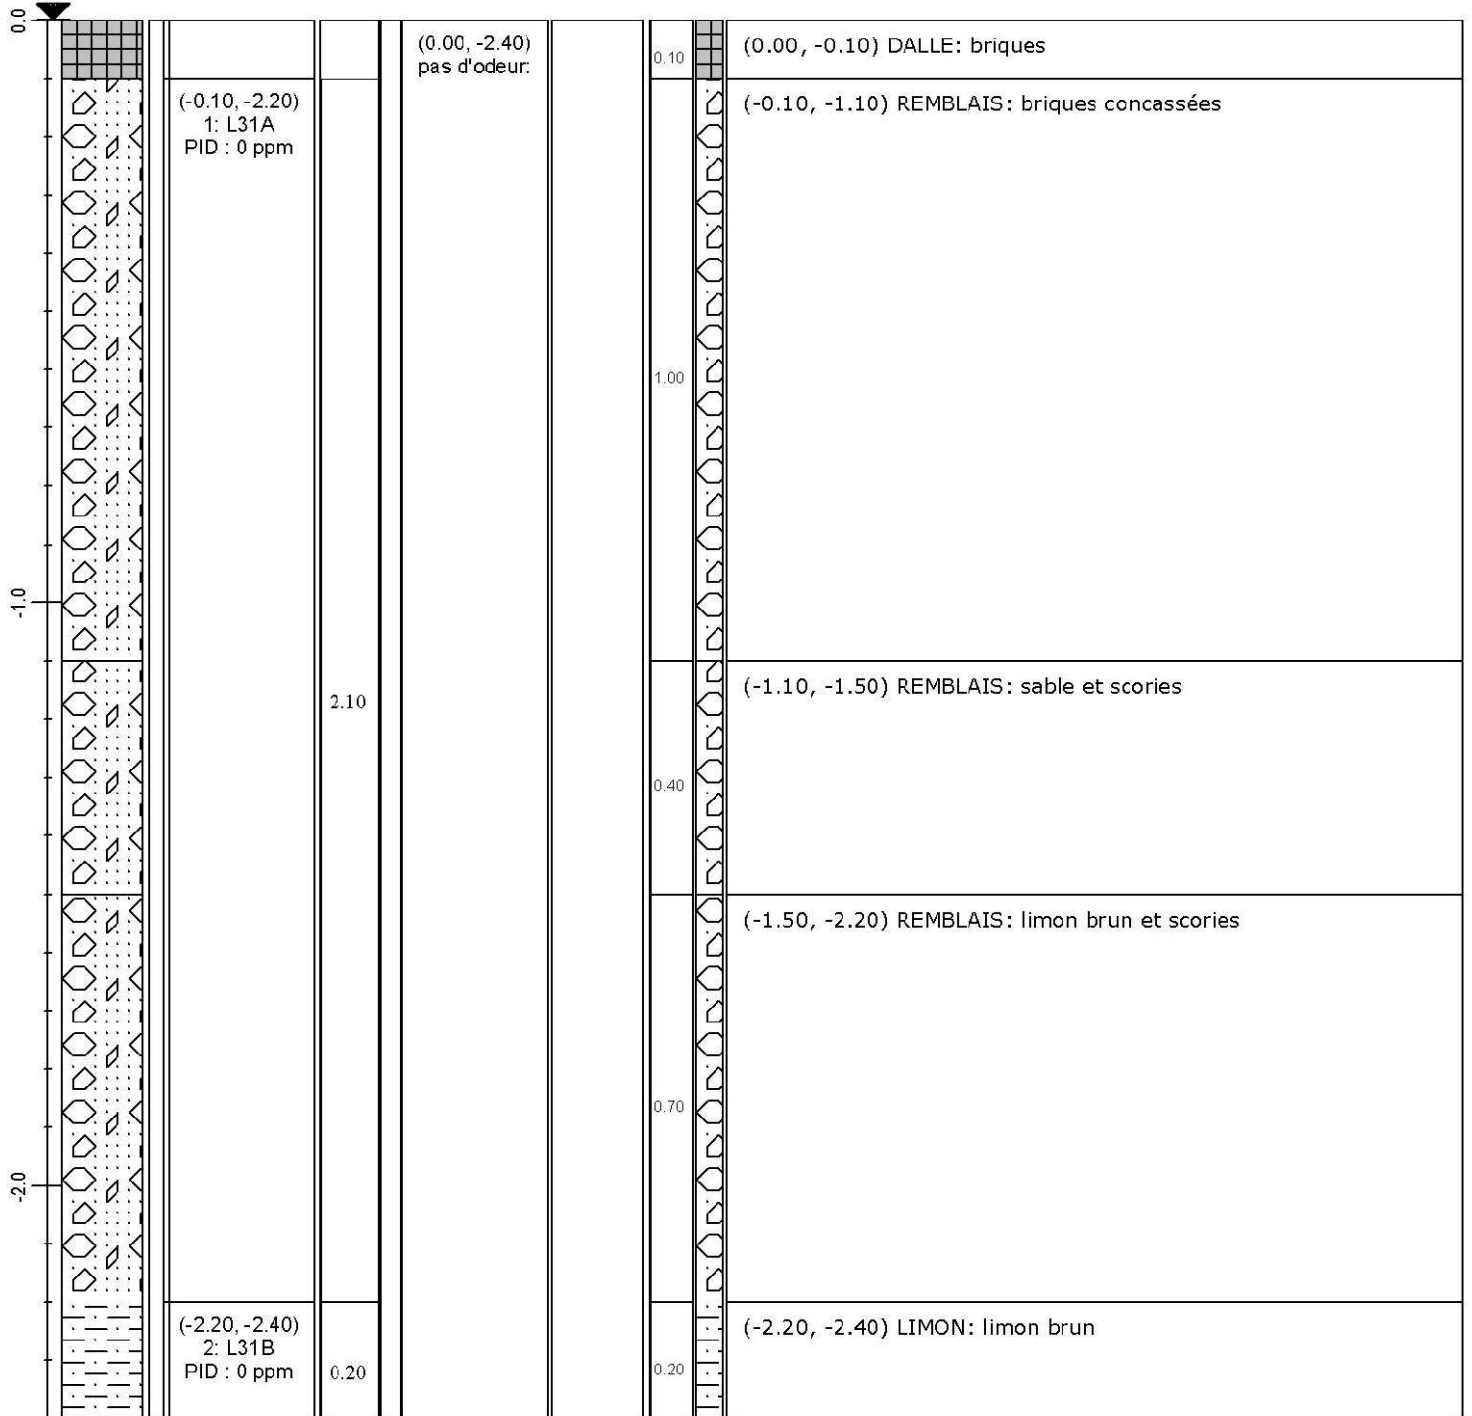 0.0
(0.00, -2.40)
pas d'odeur:
0.10
(0.00, -0.10) DALLE: briques
(-0.10, -2.20)
1: L31A
PID : 0 ppm
(-0.10, -1.10) REMBLAIS: briques concassées
1.00
-1.0
2.10
(-1.10, -1.50) REMBLAIS: sable et scories
0.40
(-1.50, -2.20) REMBLAIS: limon brun et scories
0.70
-2.0
(-2.20, -2.40)
2: L31B
PID : 0 ppm
0.20
0.20
(-2.20, -2.40) LIMON: limon brun